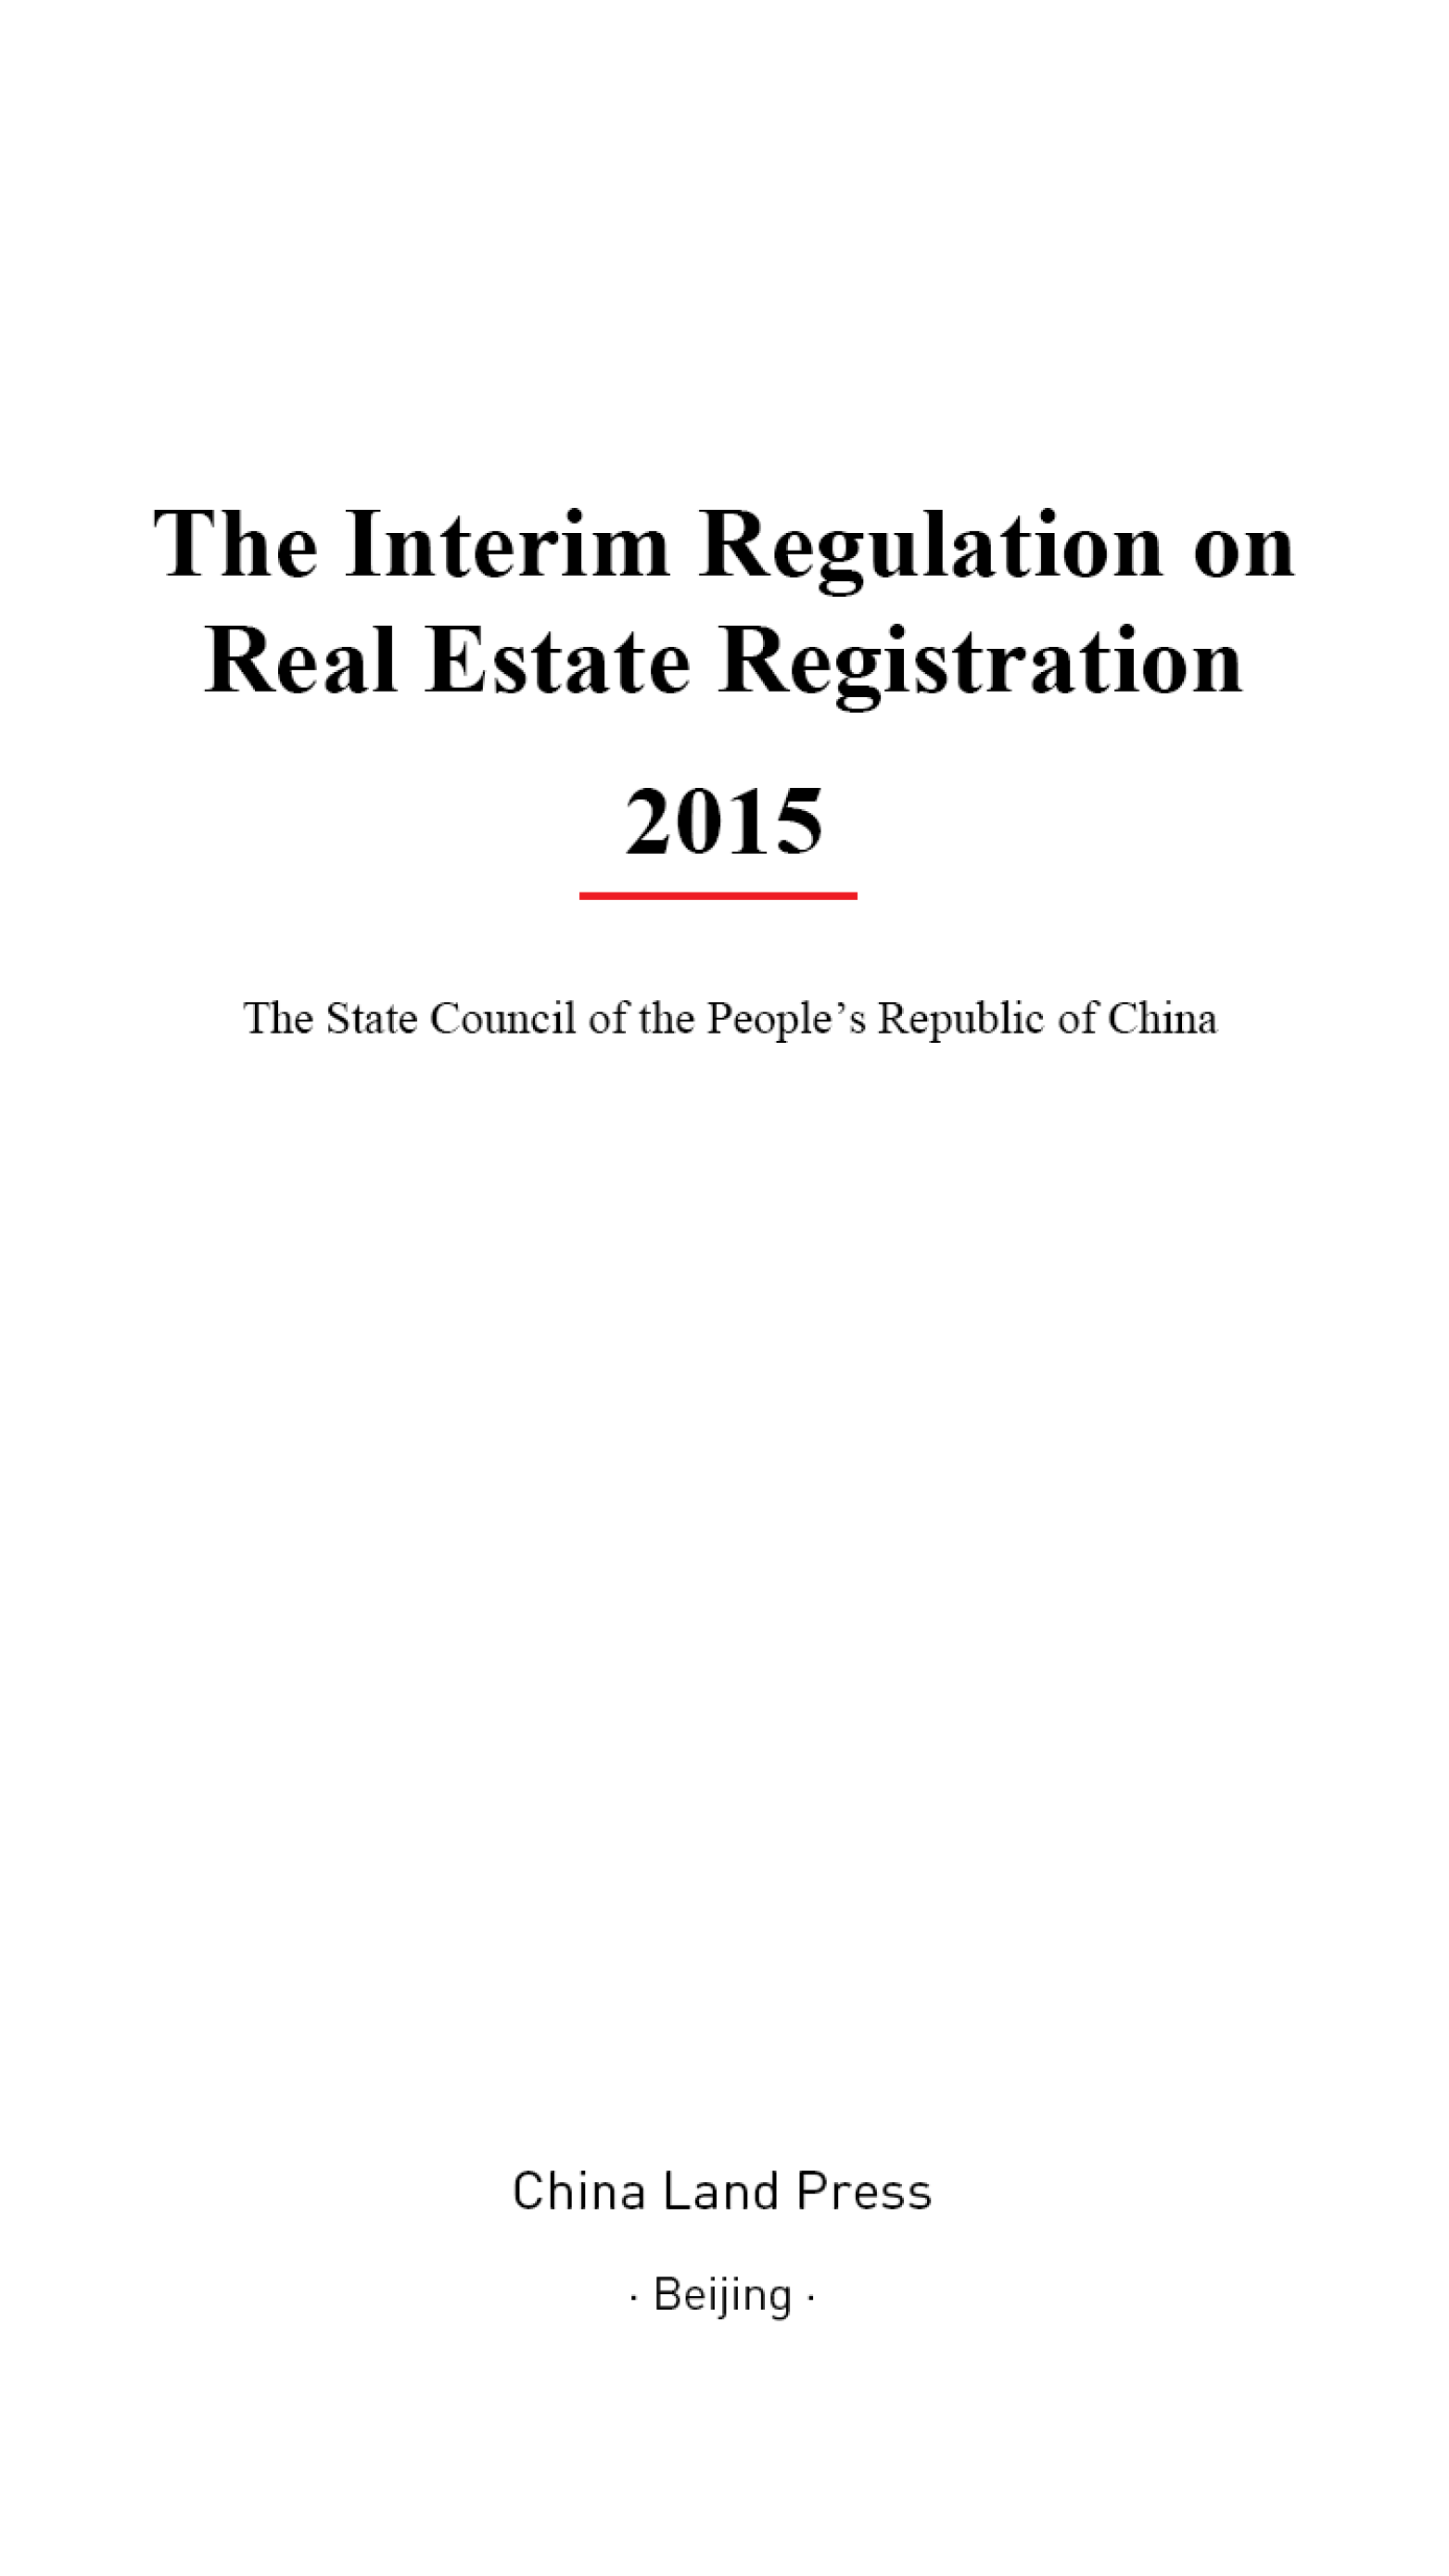 The Interim Regulation on
Real Estate Registration
2015
The State Council of the People’s Republic of China
China Land Press
· Beijing ·